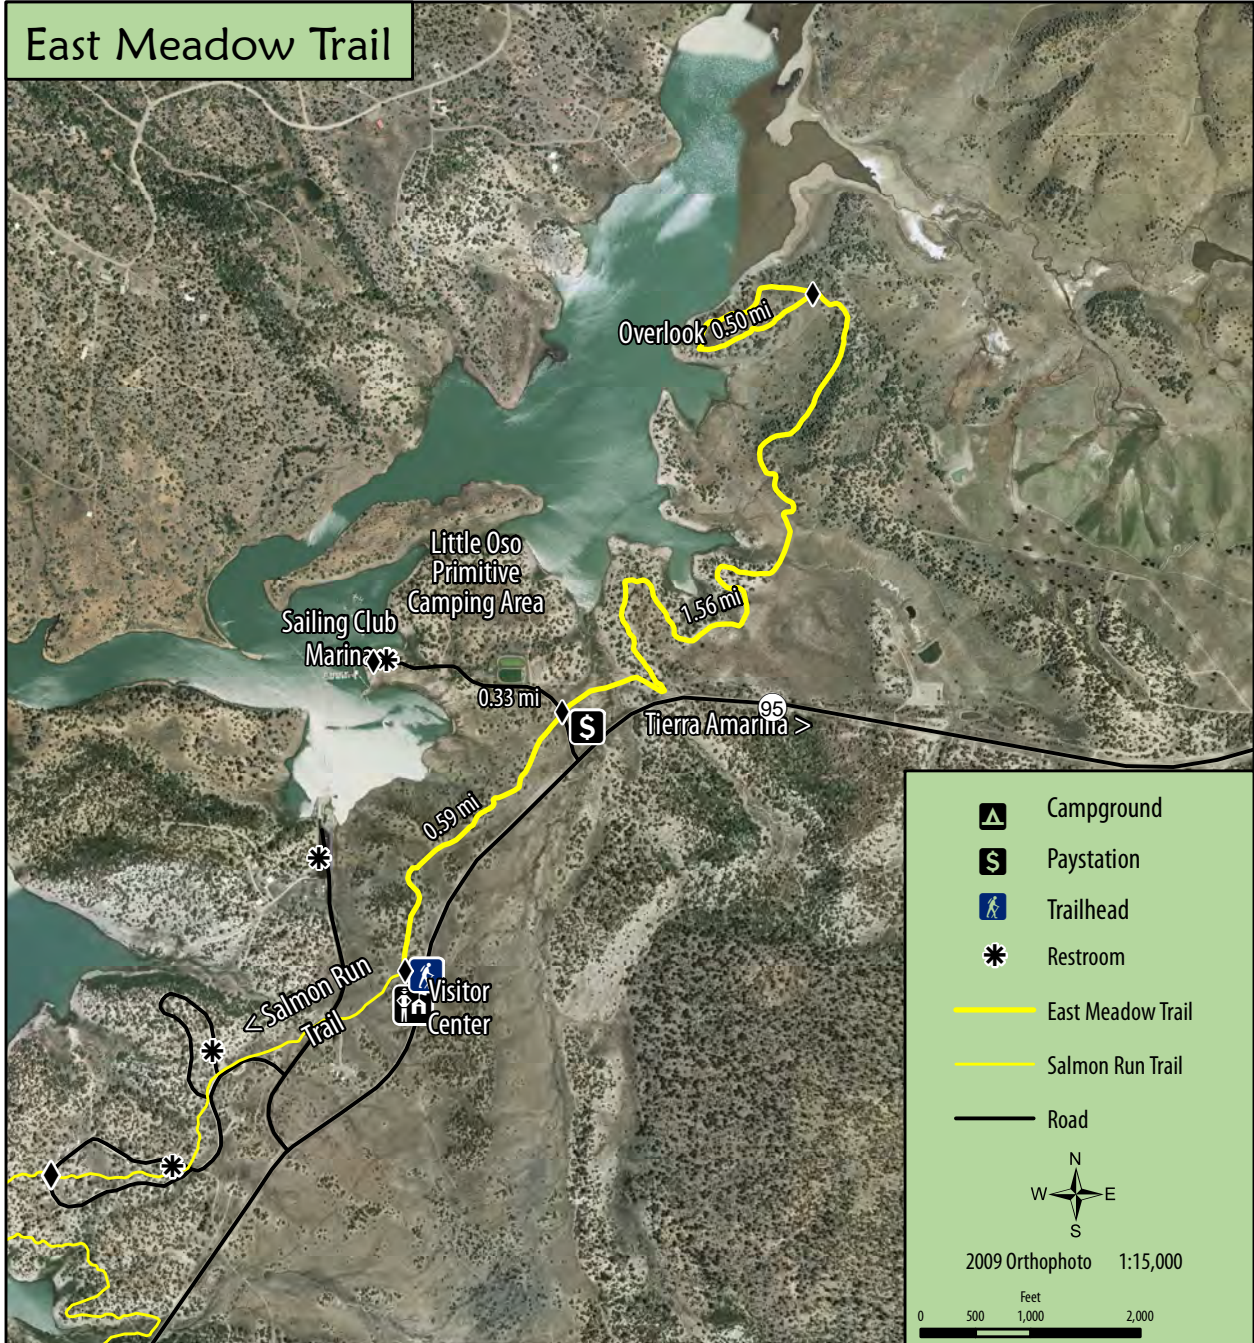 East Meadow Trail
Overlook
0.50 mi
Little Oso
Primitive
Camping Area
1.56 mi
Sailing Club
Marina
0.33 mi
$
95
Tierra Amarilla >
0.59 mi
< Salmon Run
Trail
Visitor
Center
Campground
$
Paystation
Trailhead
Restroom
East Meadow Trail
Salmon Run Trail
Road
N
W E
S
2009 Orthophoto 1:15,000
Feet
0 500 1,000 2,000